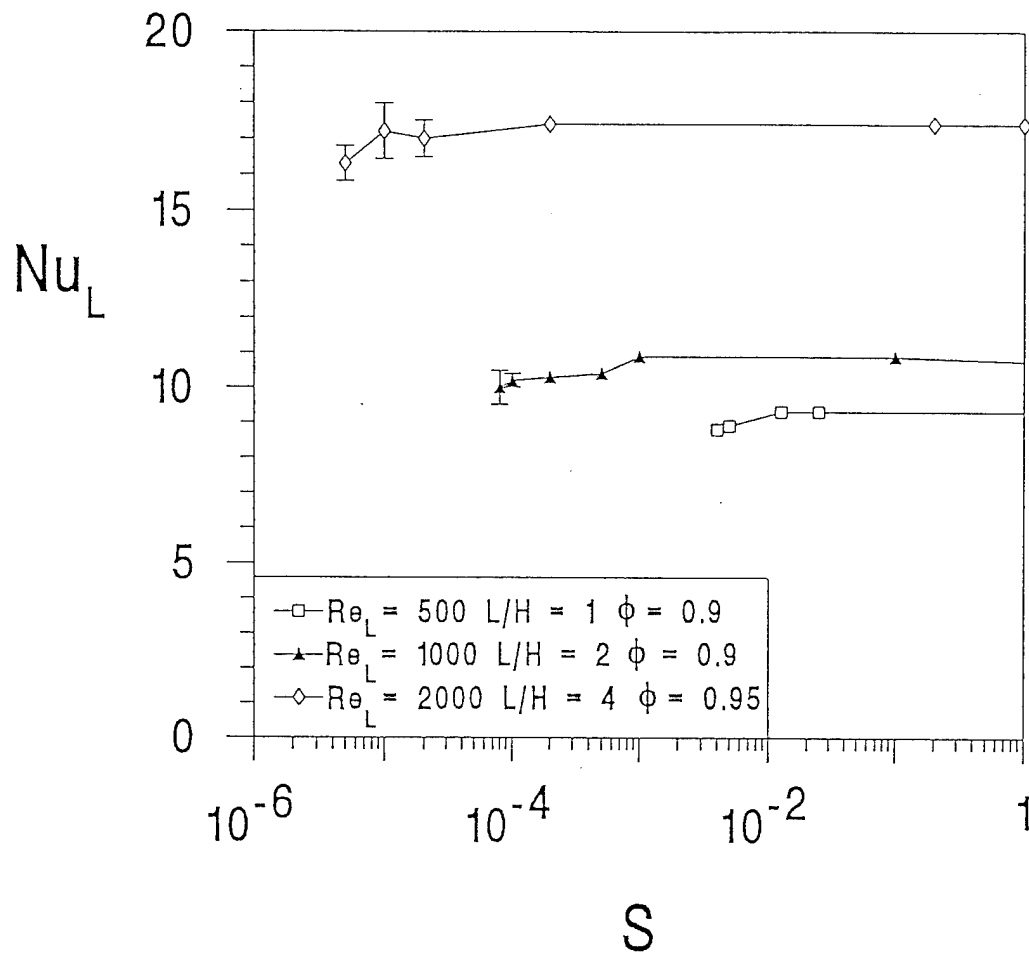 20
15
Nu_L
10
5
Re_L = 500 L/H = 1 ϕ = 0.9
Re_L = 1000 L/H = 2 ϕ = 0.9
Re_L = 2000 L/H = 4 ϕ = 0.95
0
10^-6 10^-4 10^-2 1
S